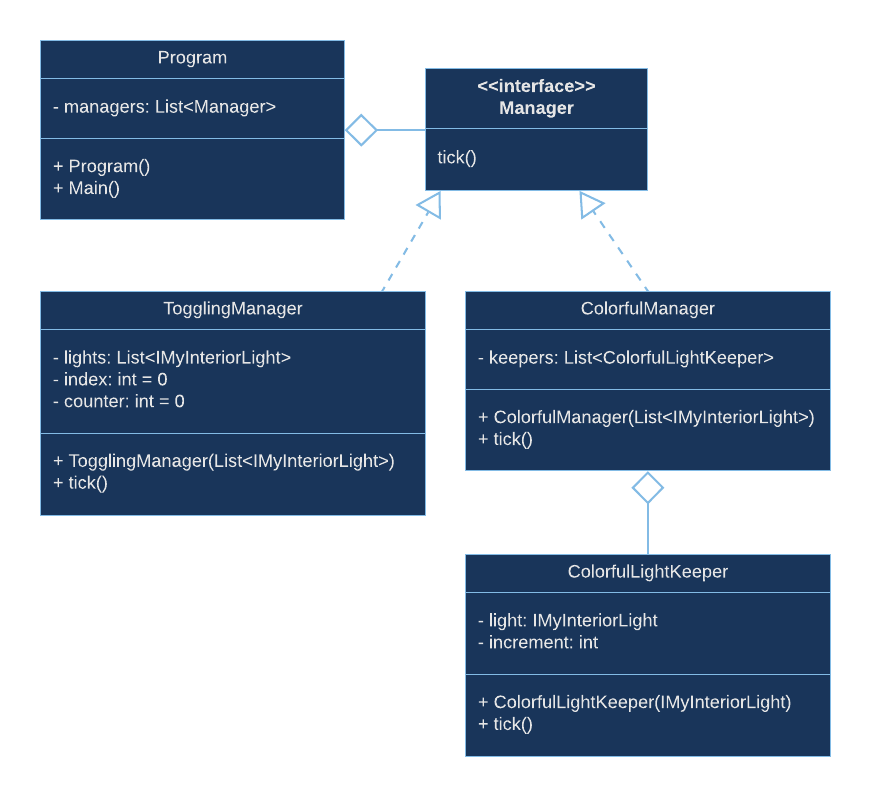 Program
- managers: List<Manager>
+ Program()
+ Main()
<<interface>>
Manager
tick()
TogglingManager
- lights: List<IMyInteriorLight>
- index: int = 0
- counter: int = 0
+ TogglingManager(List<IMyInteriorLight>)
+ tick()
ColorfulManager
- keepers: List<ColorfulLightKeeper>
+ ColorfulManager(List<IMyInteriorLight>)
+ tick()
ColorfulLightKeeper
- light: IMyInteriorLight
- increment: int
+ ColorfulLightKeeper(IMyInteriorLight)
+ tick()